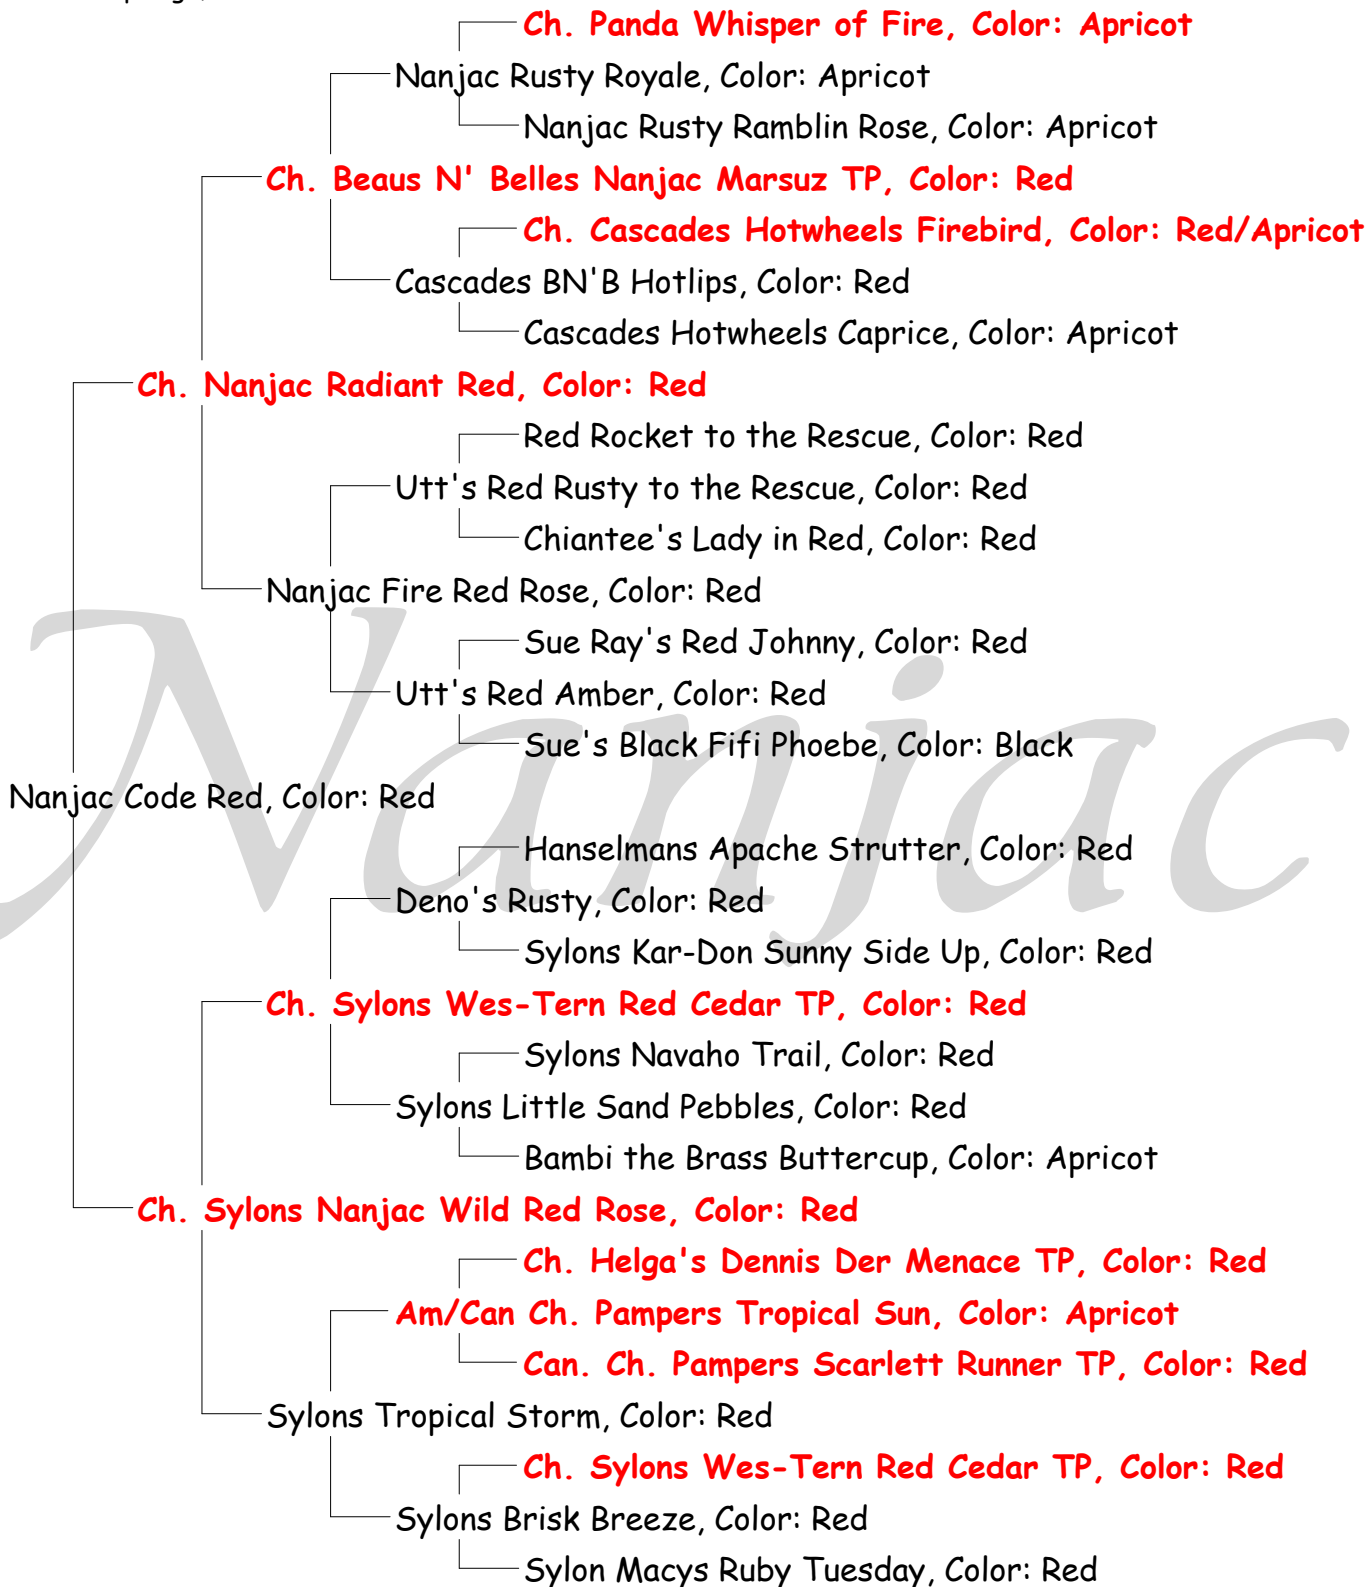 Ch. Panda Whisper of Fire, Color: Apricot
Nanjac Rusty Royale, Color: Apricot
Nanjac Rusty Ramblin Rose, Color: Apricot
Ch. Beaus N' Belles Nanjac Marsuz TP, Color: Red
Ch. Cascades Hotwheels Firebird, Color: Red/Apricot
Cascades BN'B Hotlips, Color: Red
Cascades Hotwheels Caprice, Color: Apricot
Ch. Nanjac Radiant Red, Color: Red
Red Rocket to the Rescue, Color: Red
Utt's Red Rusty to the Rescue, Color: Red
Chiantee's Lady in Red, Color: Red
Nanjac Fire Red Rose, Color: Red
Sue Ray's Red Johnny, Color: Red
Utt's Red Amber, Color: Red
Sue's Black Fifi Phoebe, Color: Black
Nanjac Code Red, Color: Red
Nanjac
Hanselmans Apache Strutter, Color: Red
Deno's Rusty, Color: Red
Sylons Kar-Don Sunny Side Up, Color: Red
Ch. Sylons Wes-Tern Red Cedar TP, Color: Red
Sylons Navaho Trail, Color: Red
Sylons Little Sand Pebbles, Color: Red
Bambi the Brass Buttercup, Color: Apricot
Ch. Sylons Nanjac Wild Red Rose, Color: Red
Ch. Helga's Dennis Der Menace TP, Color: Red
Am/Can Ch. Pampers Tropical Sun, Color: Apricot
Can. Ch. Pampers Scarlett Runner TP, Color: Red
Sylons Tropical Storm, Color: Red
Ch. Sylons Wes-Tern Red Cedar TP, Color: Red
Sylons Brisk Breeze, Color: Red
Sylon Macys Ruby Tuesday, Color: Red